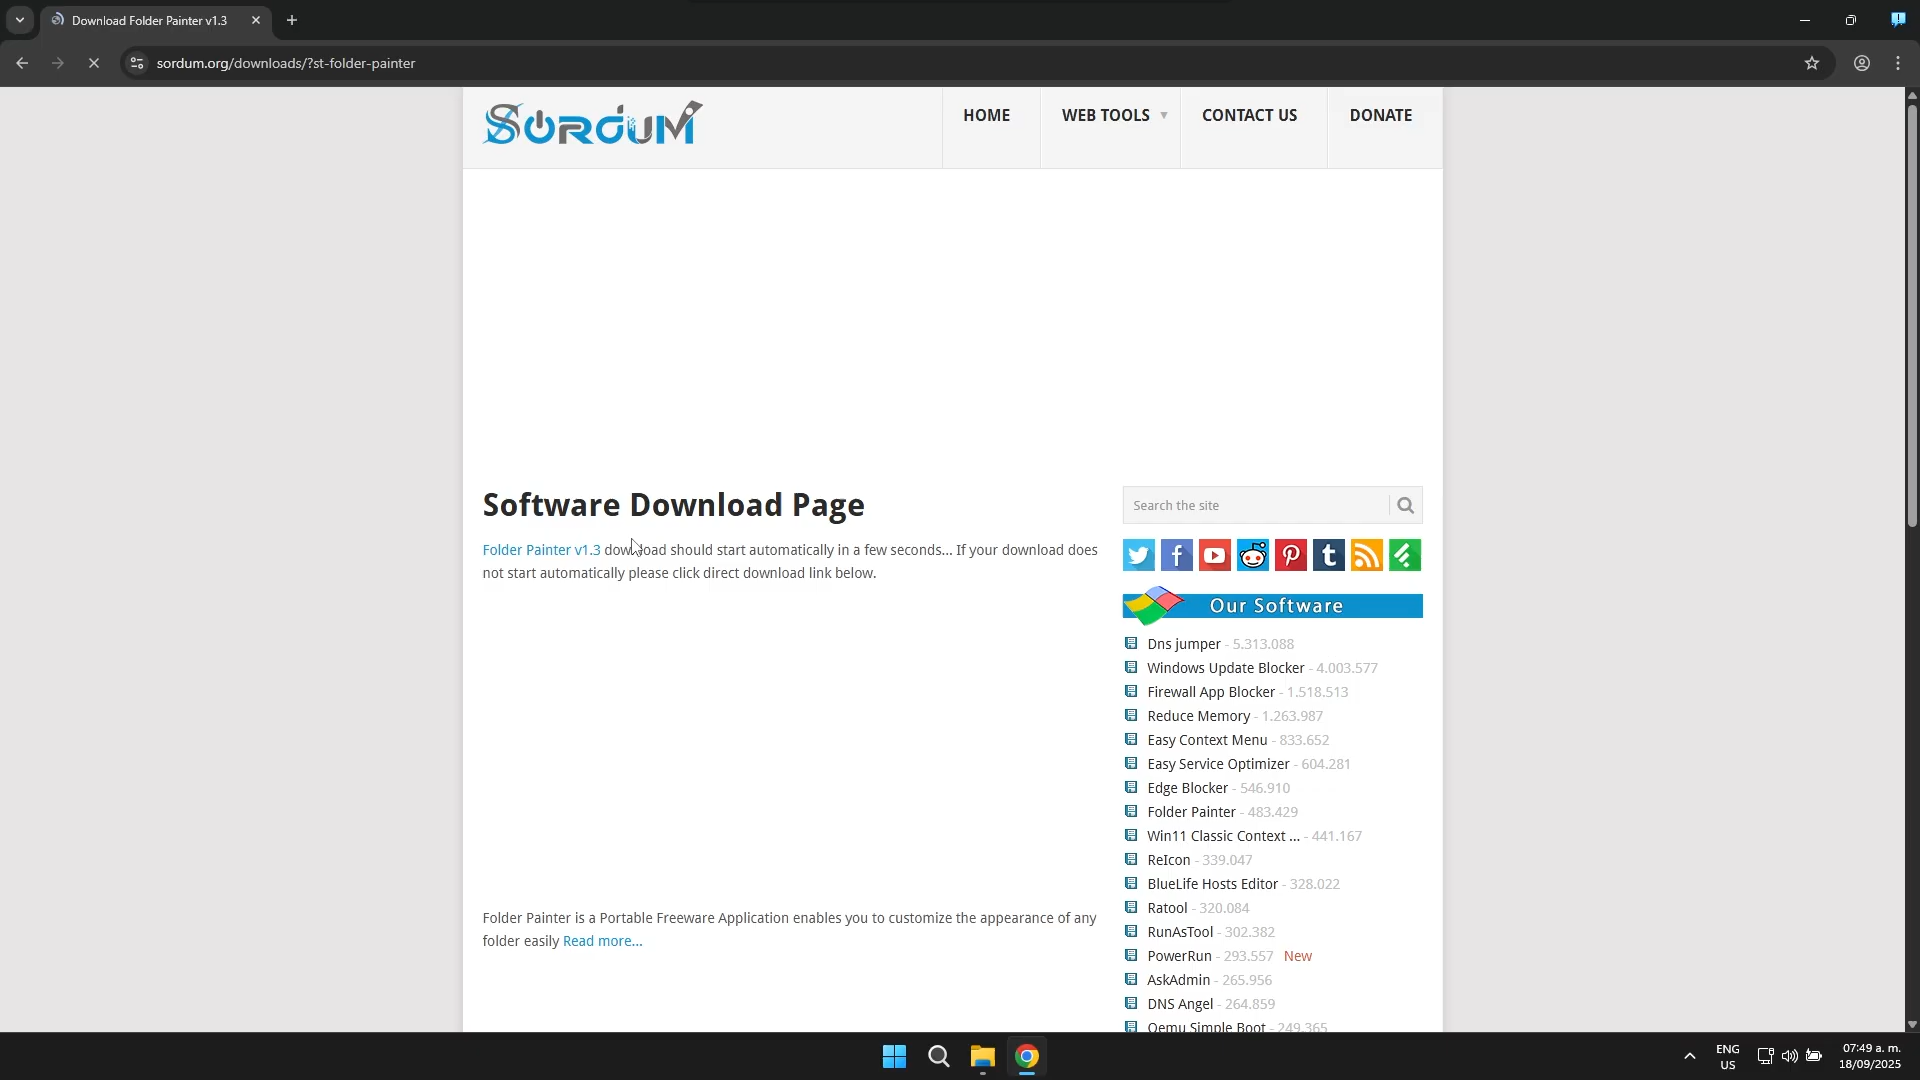 Download Folder Painter v1.3
sordum.org/downloads/?st-folder-painter
SORDUM
HOME
WEB TOOLS
CONTACT US
DONATE
Software Download Page
Folder Painter v1.3 download should start automatically in a few seconds... If your download does
not start automatically please click direct download link below.
Folder Painter is a Portable Freeware Application enables you to customize the appearance of any
folder easily Read more...
Search the site
Our Software
Dns jumper - 5.313.088
Windows Update Blocker - 4.003.577
Firewall App Blocker - 1.518.513
Reduce Memory - 1.263.987
Easy Context Menu - 833.652
Easy Service Optimizer - 604.281
Edge Blocker - 546.910
Folder Painter - 483.429
Win11 Classic Context ... - 441.167
ReIcon - 339.047
BlueLife Hosts Editor - 328.022
Ratool - 320.084
RunAsTool - 302.382
PowerRun - 293.557 New
AskAdmin - 265.956
DNS Angel - 264.859
Qemu Simple Boot - 249.365
ENG
US
07:49 a. m.
18/09/2025